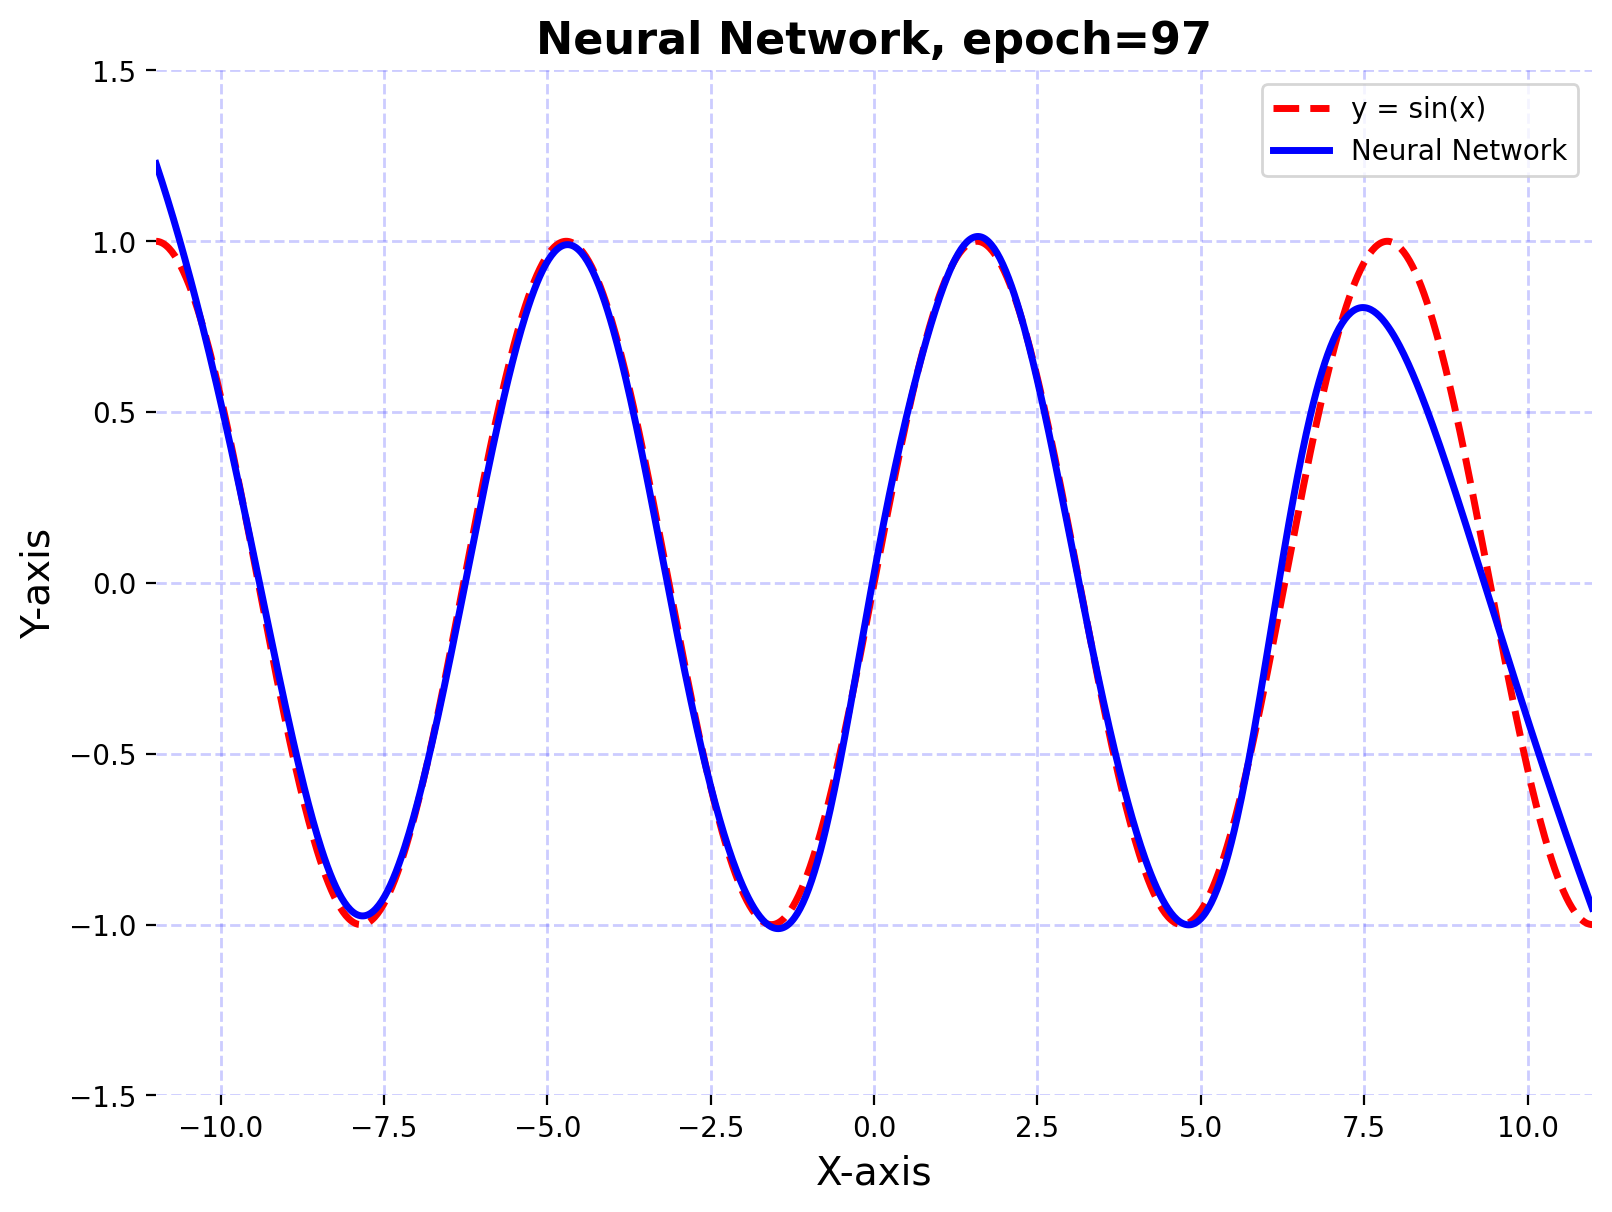 Neural Network, epoch=97
1.5
1.0
0.5
0.0
−0.5
−1.0
−1.5
Y-axis
y = sin(x)
Neural Network
−10.0 −7.5 −5.0 −2.5 0.0 2.5 5.0 7.5 10.0
X-axis